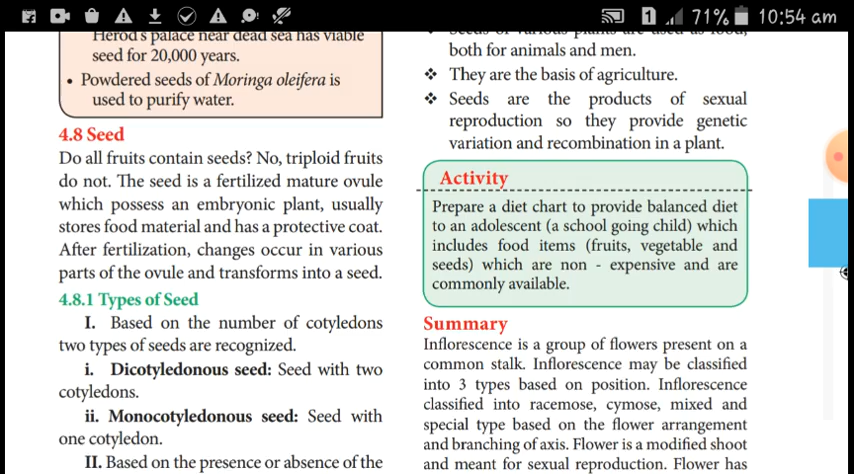 71% 10:54 am
Herod's palace near dead sea has viable
seed for 20,000 years.
• Powdered seeds of Moringa oleifera is
used to purify water.
4.8 Seed
Do all fruits contain seeds? No, triploid fruits
do not. The seed is a fertilized mature ovule
which possess an embryonic plant, usually
stores food material and has a protective coat.
After fertilization, changes occur in various
parts of the ovule and transforms into a seed.
4.8.1 Types of Seed
I. Based on the number of cotyledons
two types of seeds are recognized.
i. Dicotyledonous seed: Seed with two
cotyledons.
ii. Monocotyledonous seed: Seed with
one cotyledon.
II. Based on the presence or absence of the
Seeds of various plants are used as food,
both for animals and men.
❖ They are the basis of agriculture.
❖ Seeds are the products of sexual
reproduction so they provide genetic
variation and recombination in a plant.
Activity
Prepare a diet chart to provide balanced diet
to an adolescent (a school going child) which
includes food items (fruits, vegetable and
seeds) which are non - expensive and are
commonly available.
Summary
Inflorescence is a group of flowers present on a
common stalk. Inflorescence may be classified
into 3 types based on position. Inflorescence
classified into racemose, cymose, mixed and
special type based on the flower arrangement
and branching of axis. Flower is a modified shoot
and meant for sexual reproduction. Flower has